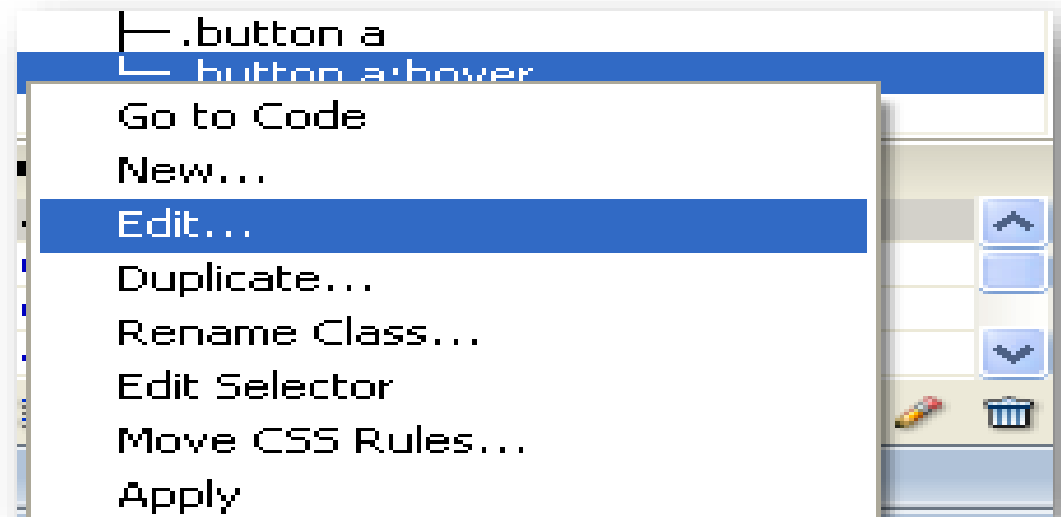 .button a
.button a:hover
Go to Code
New...
Edit...
Duplicate...
Rename Class...
Edit Selector
Move CSS Rules...
Apply